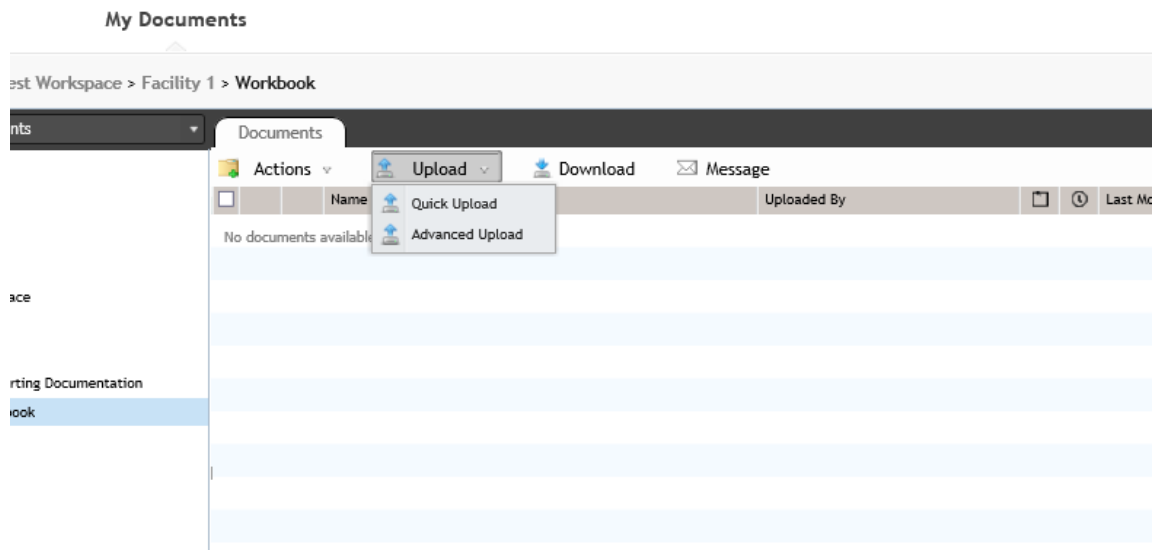 My Documents
est Workspace > Facility 1 > Workbook
nts
Documents
Actions Upload Download Message
Name Uploaded By Last Mo
Quick Upload
No documents available
Advanced Upload
ace
rting Documentation
ook